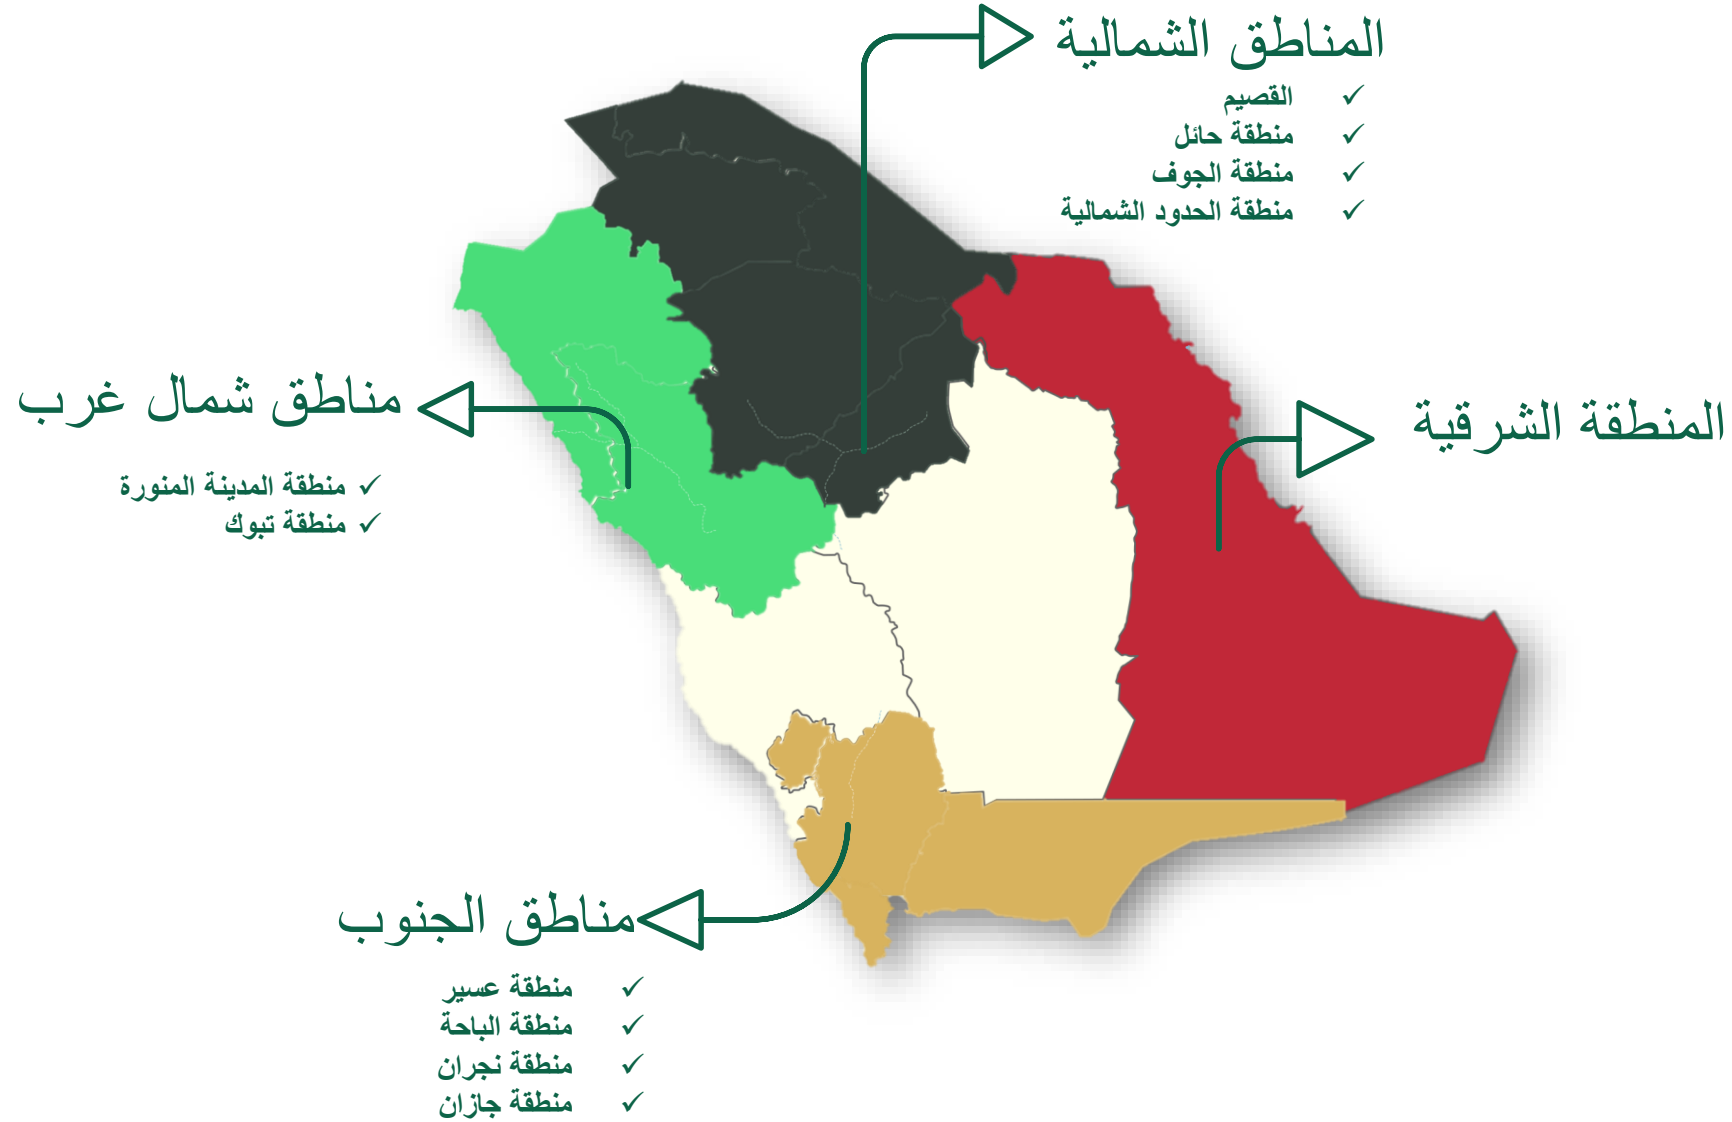 المناطق الشمالية
✓ القصيم
✓ منطقة حائل
✓ منطقة الجوف
✓ منطقة الحدود الشمالية
المنطقة الشرقية
مناطق شمال غرب
✓ منطقة المدينة المنورة
✓ منطقة تبوك
مناطق الجنوب
✓ منطقة عسير
✓ منطقة الباحة
✓ منطقة نجران
✓ منطقة جازان